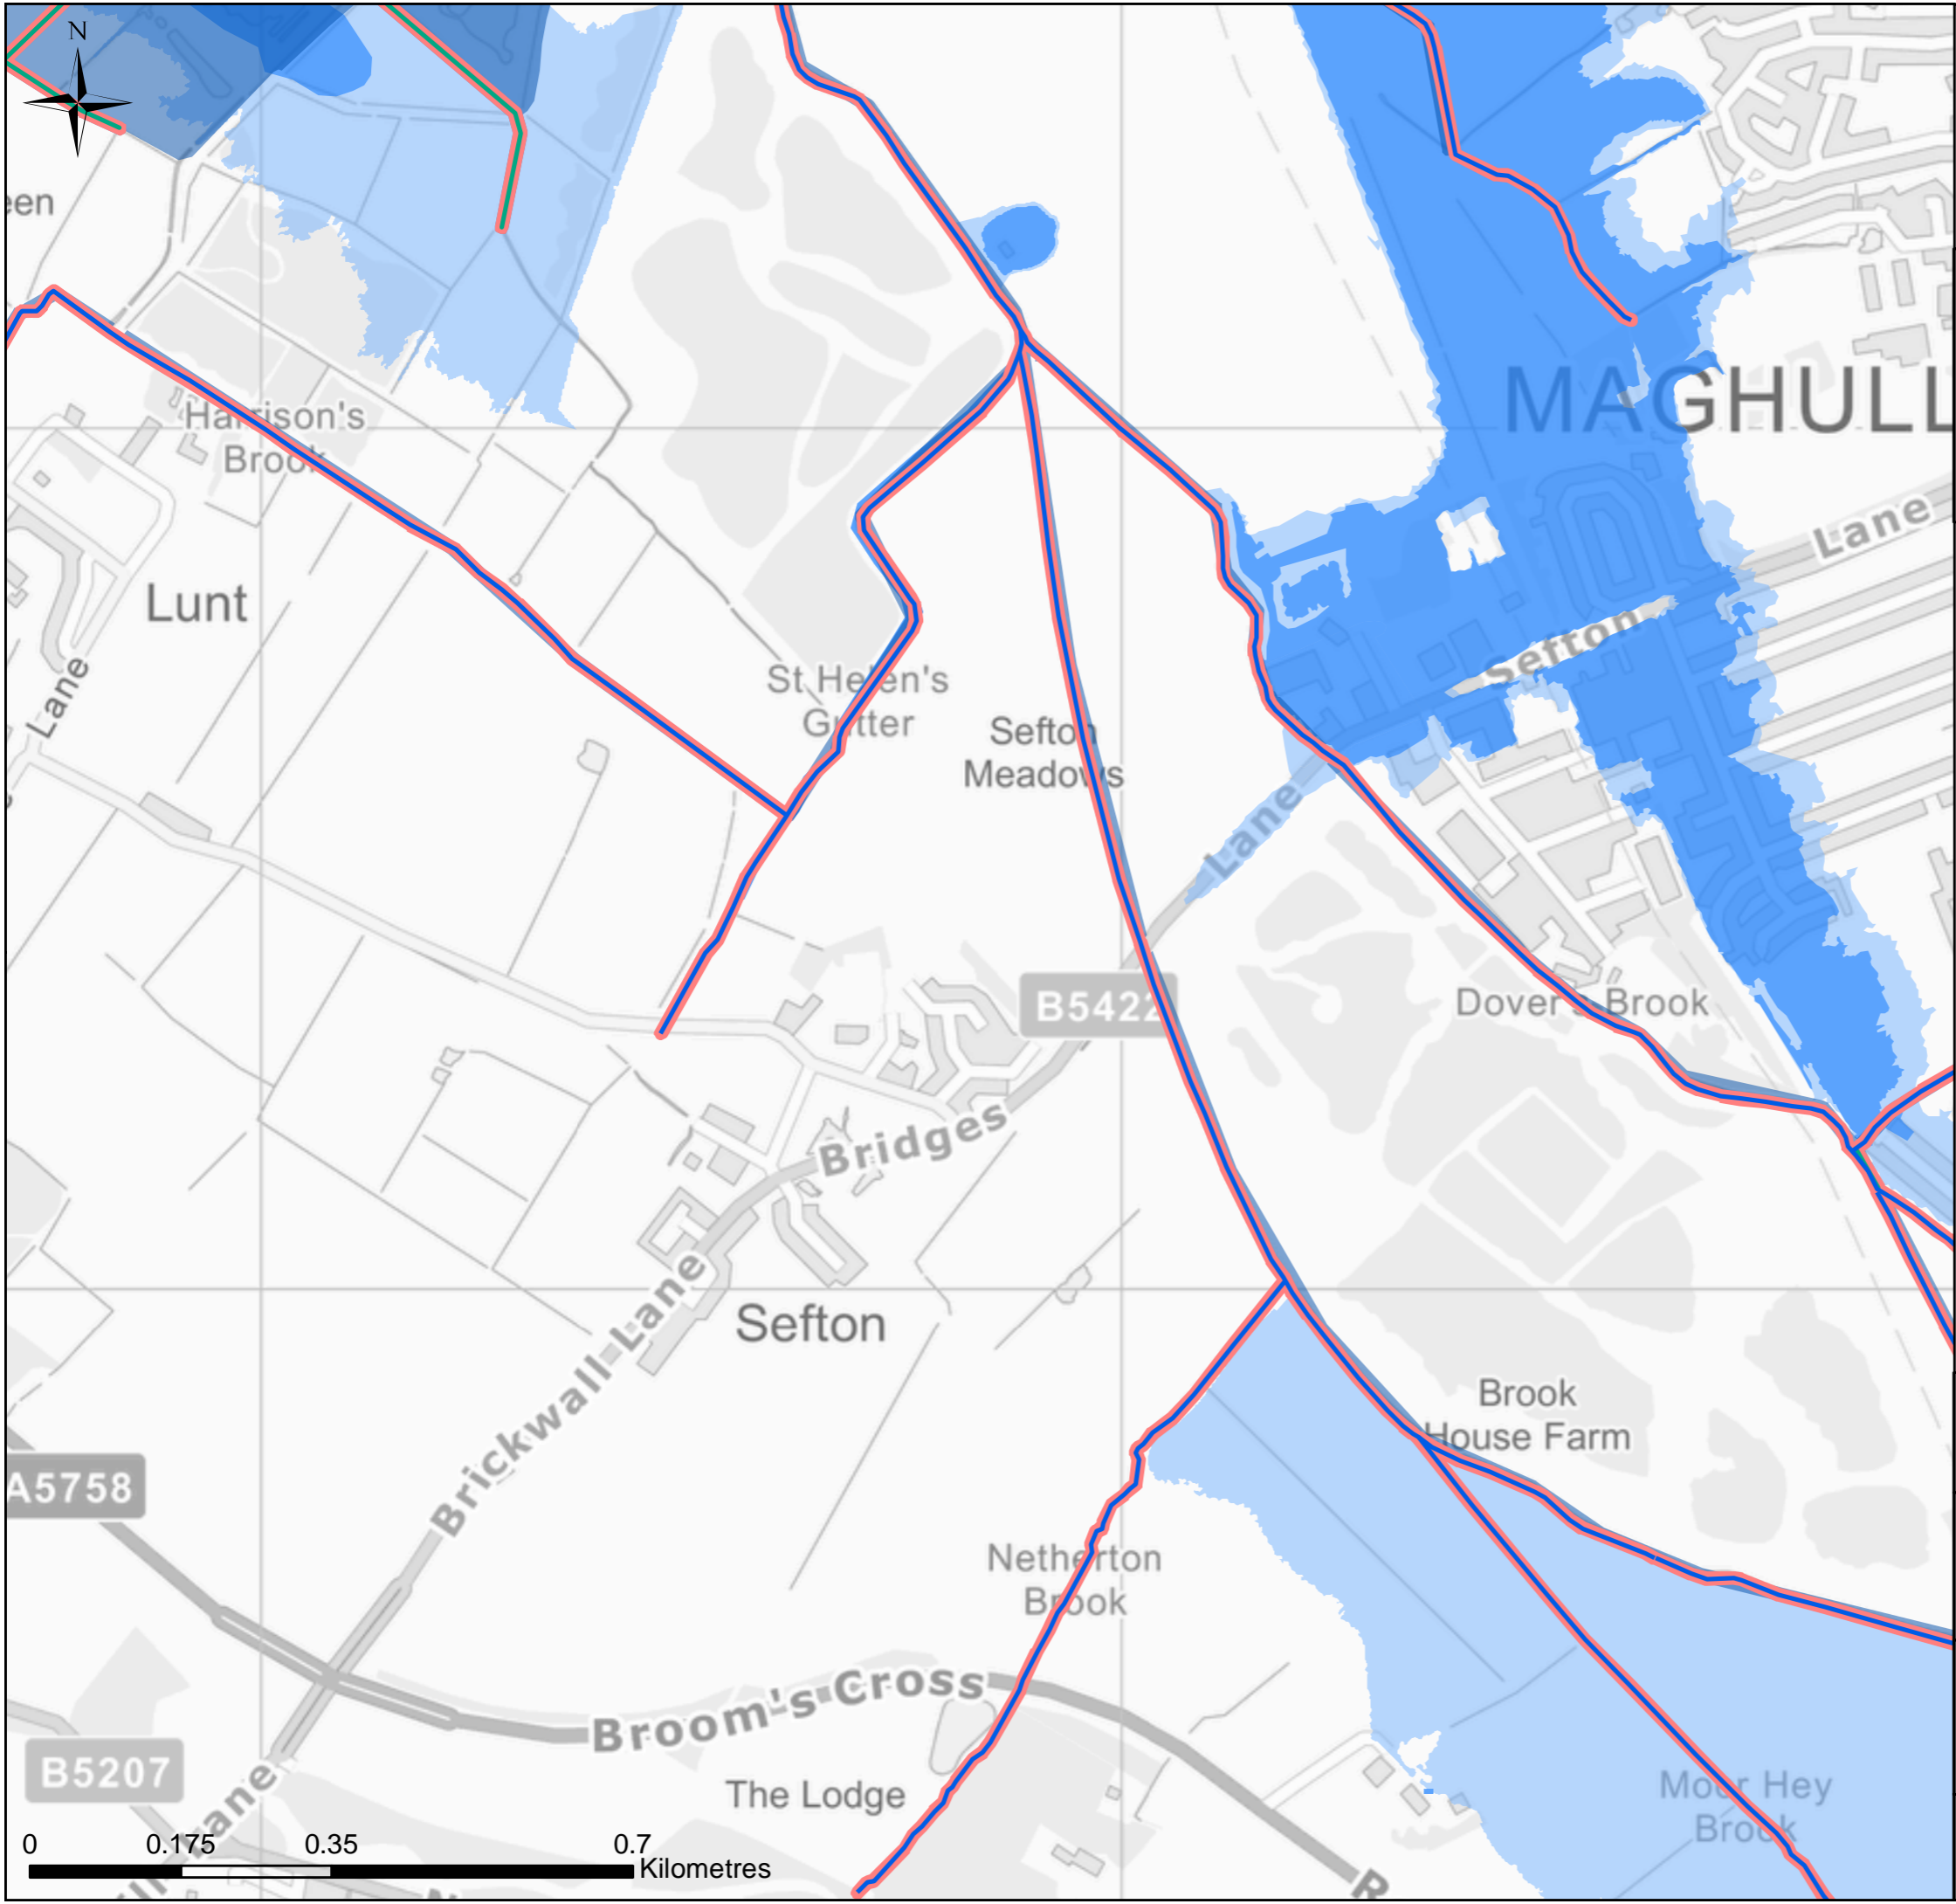 N
een
MAGHULL
Harrison's
Brook
Lane
Lunt
Sefton
Lane
St Helen's
Gutter
Sefton
Meadows
Lane
B5422
Dover's Brook
Bridges
Sefton
Brickwall Lane
Brook
House Farm
A5758
Netherton
Brook
Broom's Cross
B5207
The Lodge
Moor Hey
Brook
Lane
R
0 0.175 0.35 0.7
Kilometres